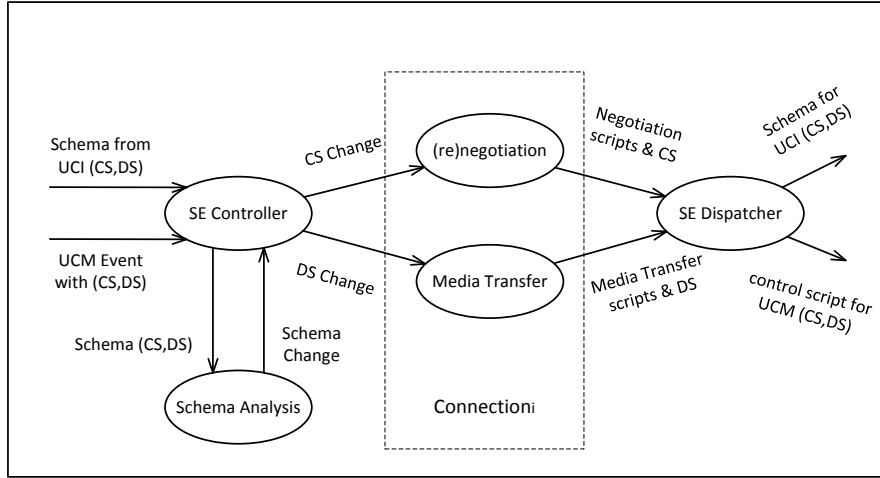 Schema from
UCI (CS,DS)
UCM Event
with (CS,DS)
SE Controller
Schema (CS,DS)
Schema
Change
Schema Analysis
CS Change
DS Change
(re)negotiation
Media Transfer
Connectioni
Negotiation
scripts & CS
Media Transfer
scripts & DS
SE Dispatcher
Schema for
UCI (CS,DS)
control script for
UCM (CS,DS)